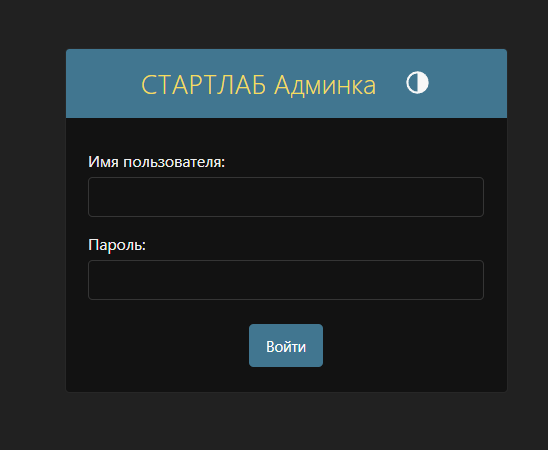 СТАРТЛАБ Админка
Имя пользователя:
Пароль:
Войти